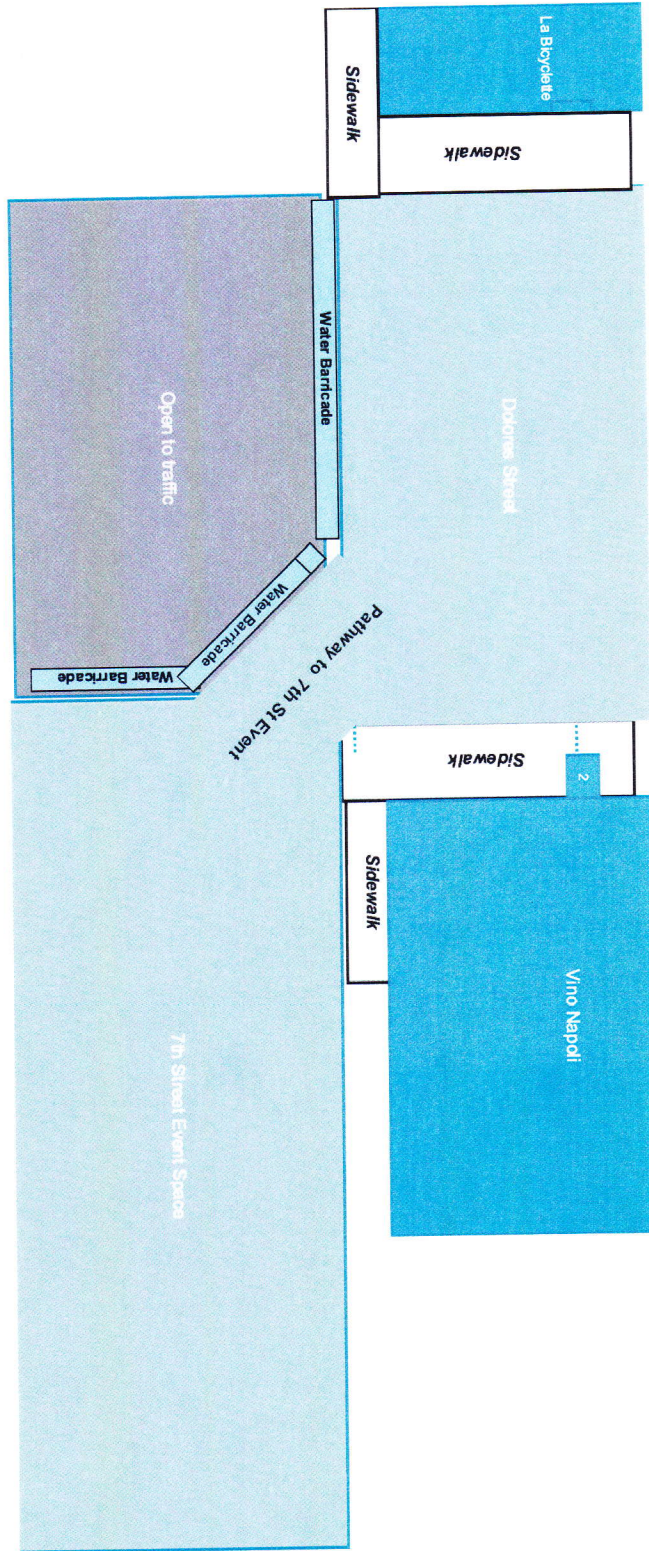 La Bicyclette
Sidewalk
Sidewalk
Dolores Street
Water Barricade
Open to traffic
Water Barricade
Water Barricade
Pathway to 7th St Event
Sidewalk
2
Sidewalk
Vino Napoli
7th Street Event Space